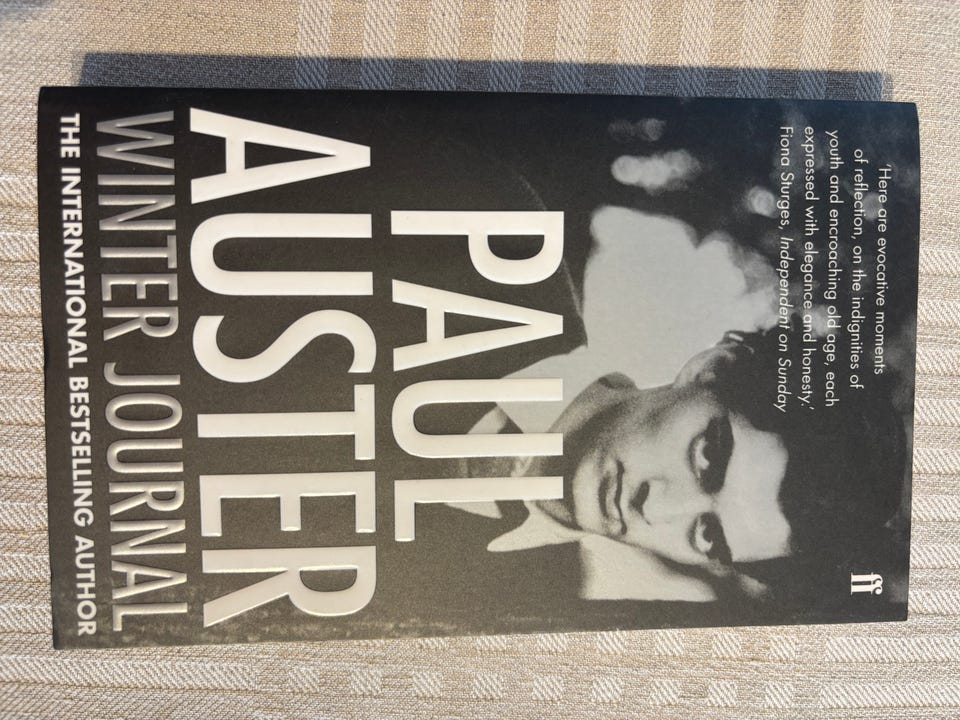 'Here are evocative moments
of reflection, on the indignities of
youth and encroaching old age, each
expressed with elegance and honesty.'
Fiona Sturges, Independent on Sunday
ff
PAUL
AUSTER
WINTER JOURNAL
THE INTERNATIONAL BESTSELLING AUTHOR